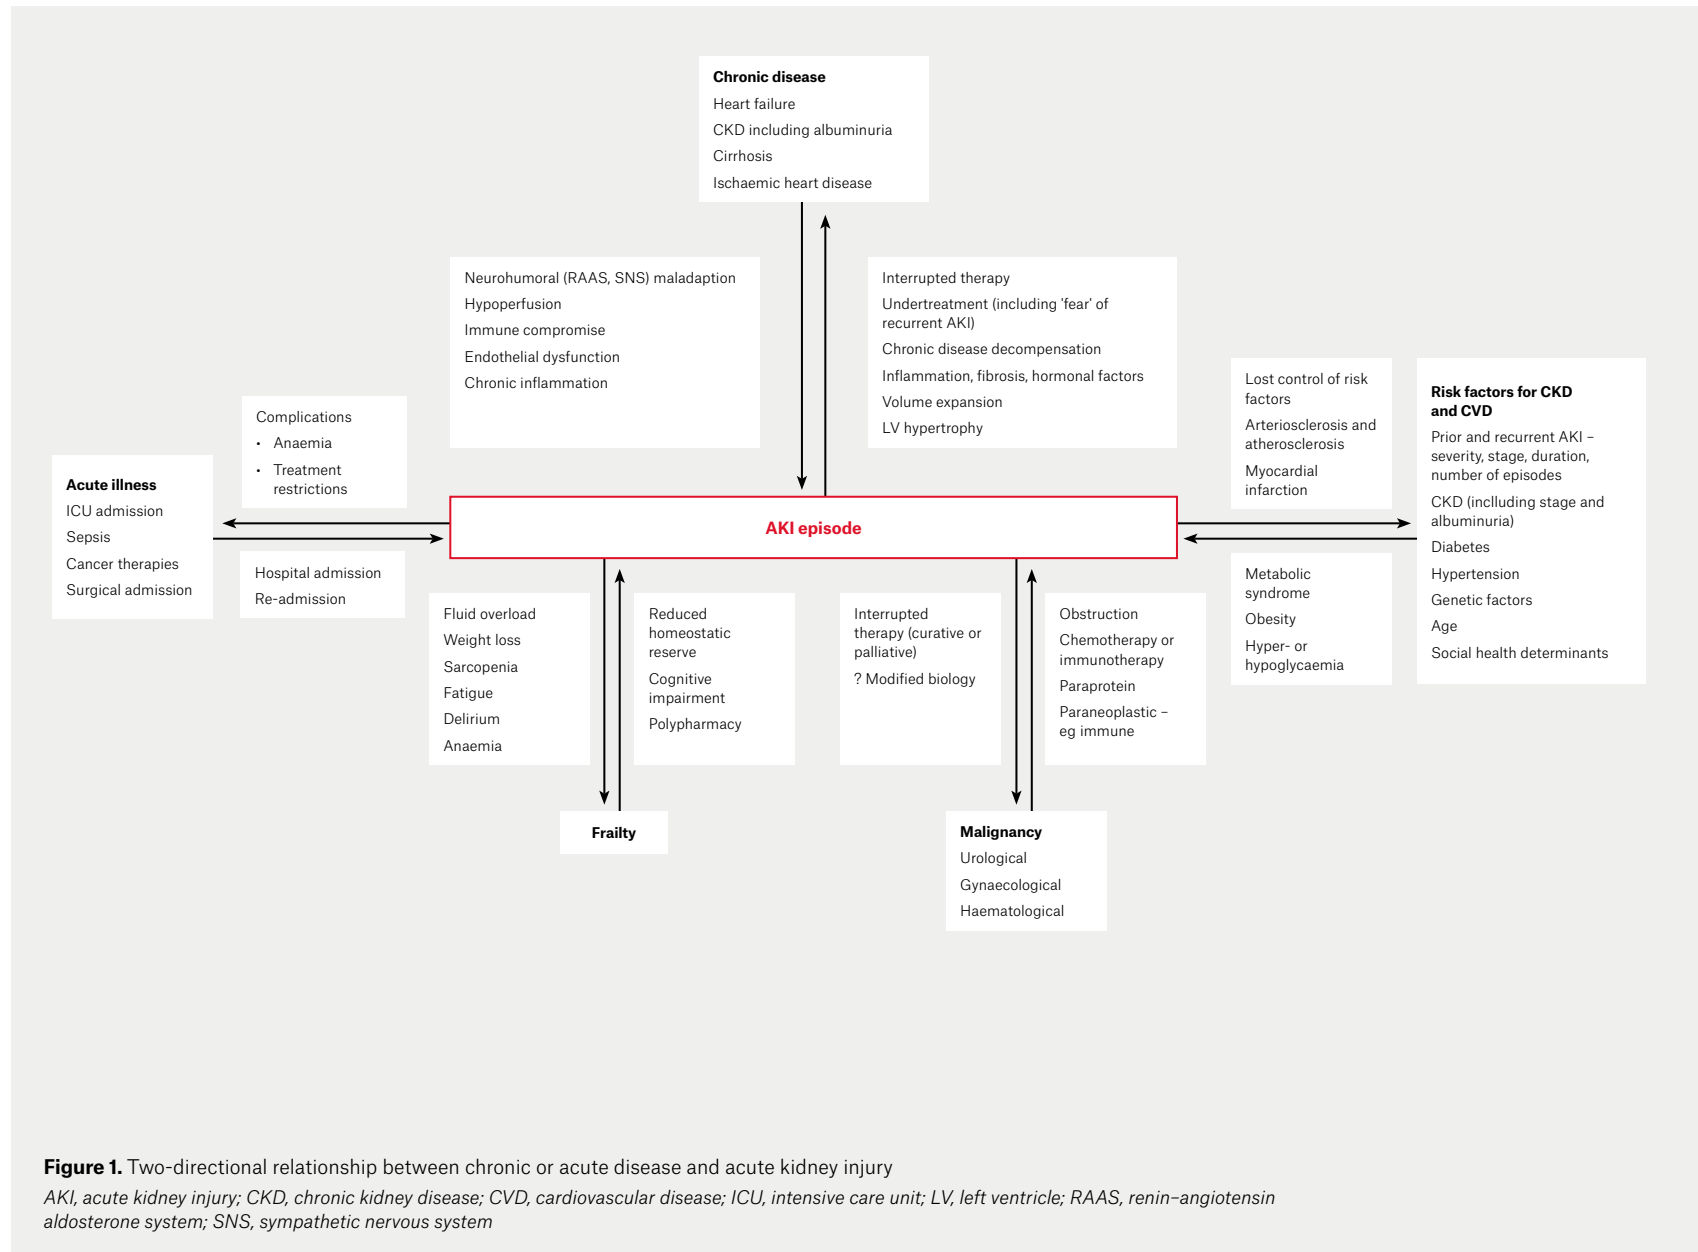 Chronic disease
Heart failure
CKD including albuminuria
Cirrhosis
Ischaemic heart disease
Neurohumoral (RAAS, SNS) maladaption
Hypoperfusion
Immune compromise
Endothelial dysfunction
Chronic inflammation
Interrupted therapy
Undertreatment (including 'fear' of
recurrent AKI)
Chronic disease decompensation
Inflammation, fibrosis, hormonal factors
Volume expansion
LV hypertrophy
Complications
• Anaemia
• Treatment
restrictions
Acute illness
ICU admission
Sepsis
Cancer therapies
Surgical admission
Hospital admission
Re-admission
AKI episode
Lost control of risk
factors
Arteriosclerosis and
atherosclerosis
Myocardial
infarction
Risk factors for CKD
and CVD
Prior and recurrent AKI –
severity, stage, duration,
number of episodes
CKD (inclluding stage and
albuminuria)
Diabetes
Hypertension
Genetic factors
Age
Social health determinants
Metabolic
syndrome
Obesity
Hyper- or
hypoglycaemia
Fluid overload
Weight loss
Sarcopenia
Fatigue
Delirium
Anaemia
Reduced
homeostatic
reserve
Cognitive
impairment
Polypharmacy
Interrupted
therapy (curative or
palliative)
? Modified biology
Obstruction
Chemotherapy or
immunotherapy
Paraprotein
Paraneoplastic –
eg immune
Frailty
Malignancy
Urological
Gynaecological
Haematological
Figure 1. Two-directional relationship between chronic or acute disease and acute kidney injury
AKI, acute kidney injury; CKD, chronic kidney disease; CVD, cardiovascular disease; ICU, intensive care unit; LV, left ventricle; RAAS, renin–angiotensin
aldosterone system; SNS, sympathetic nervous system